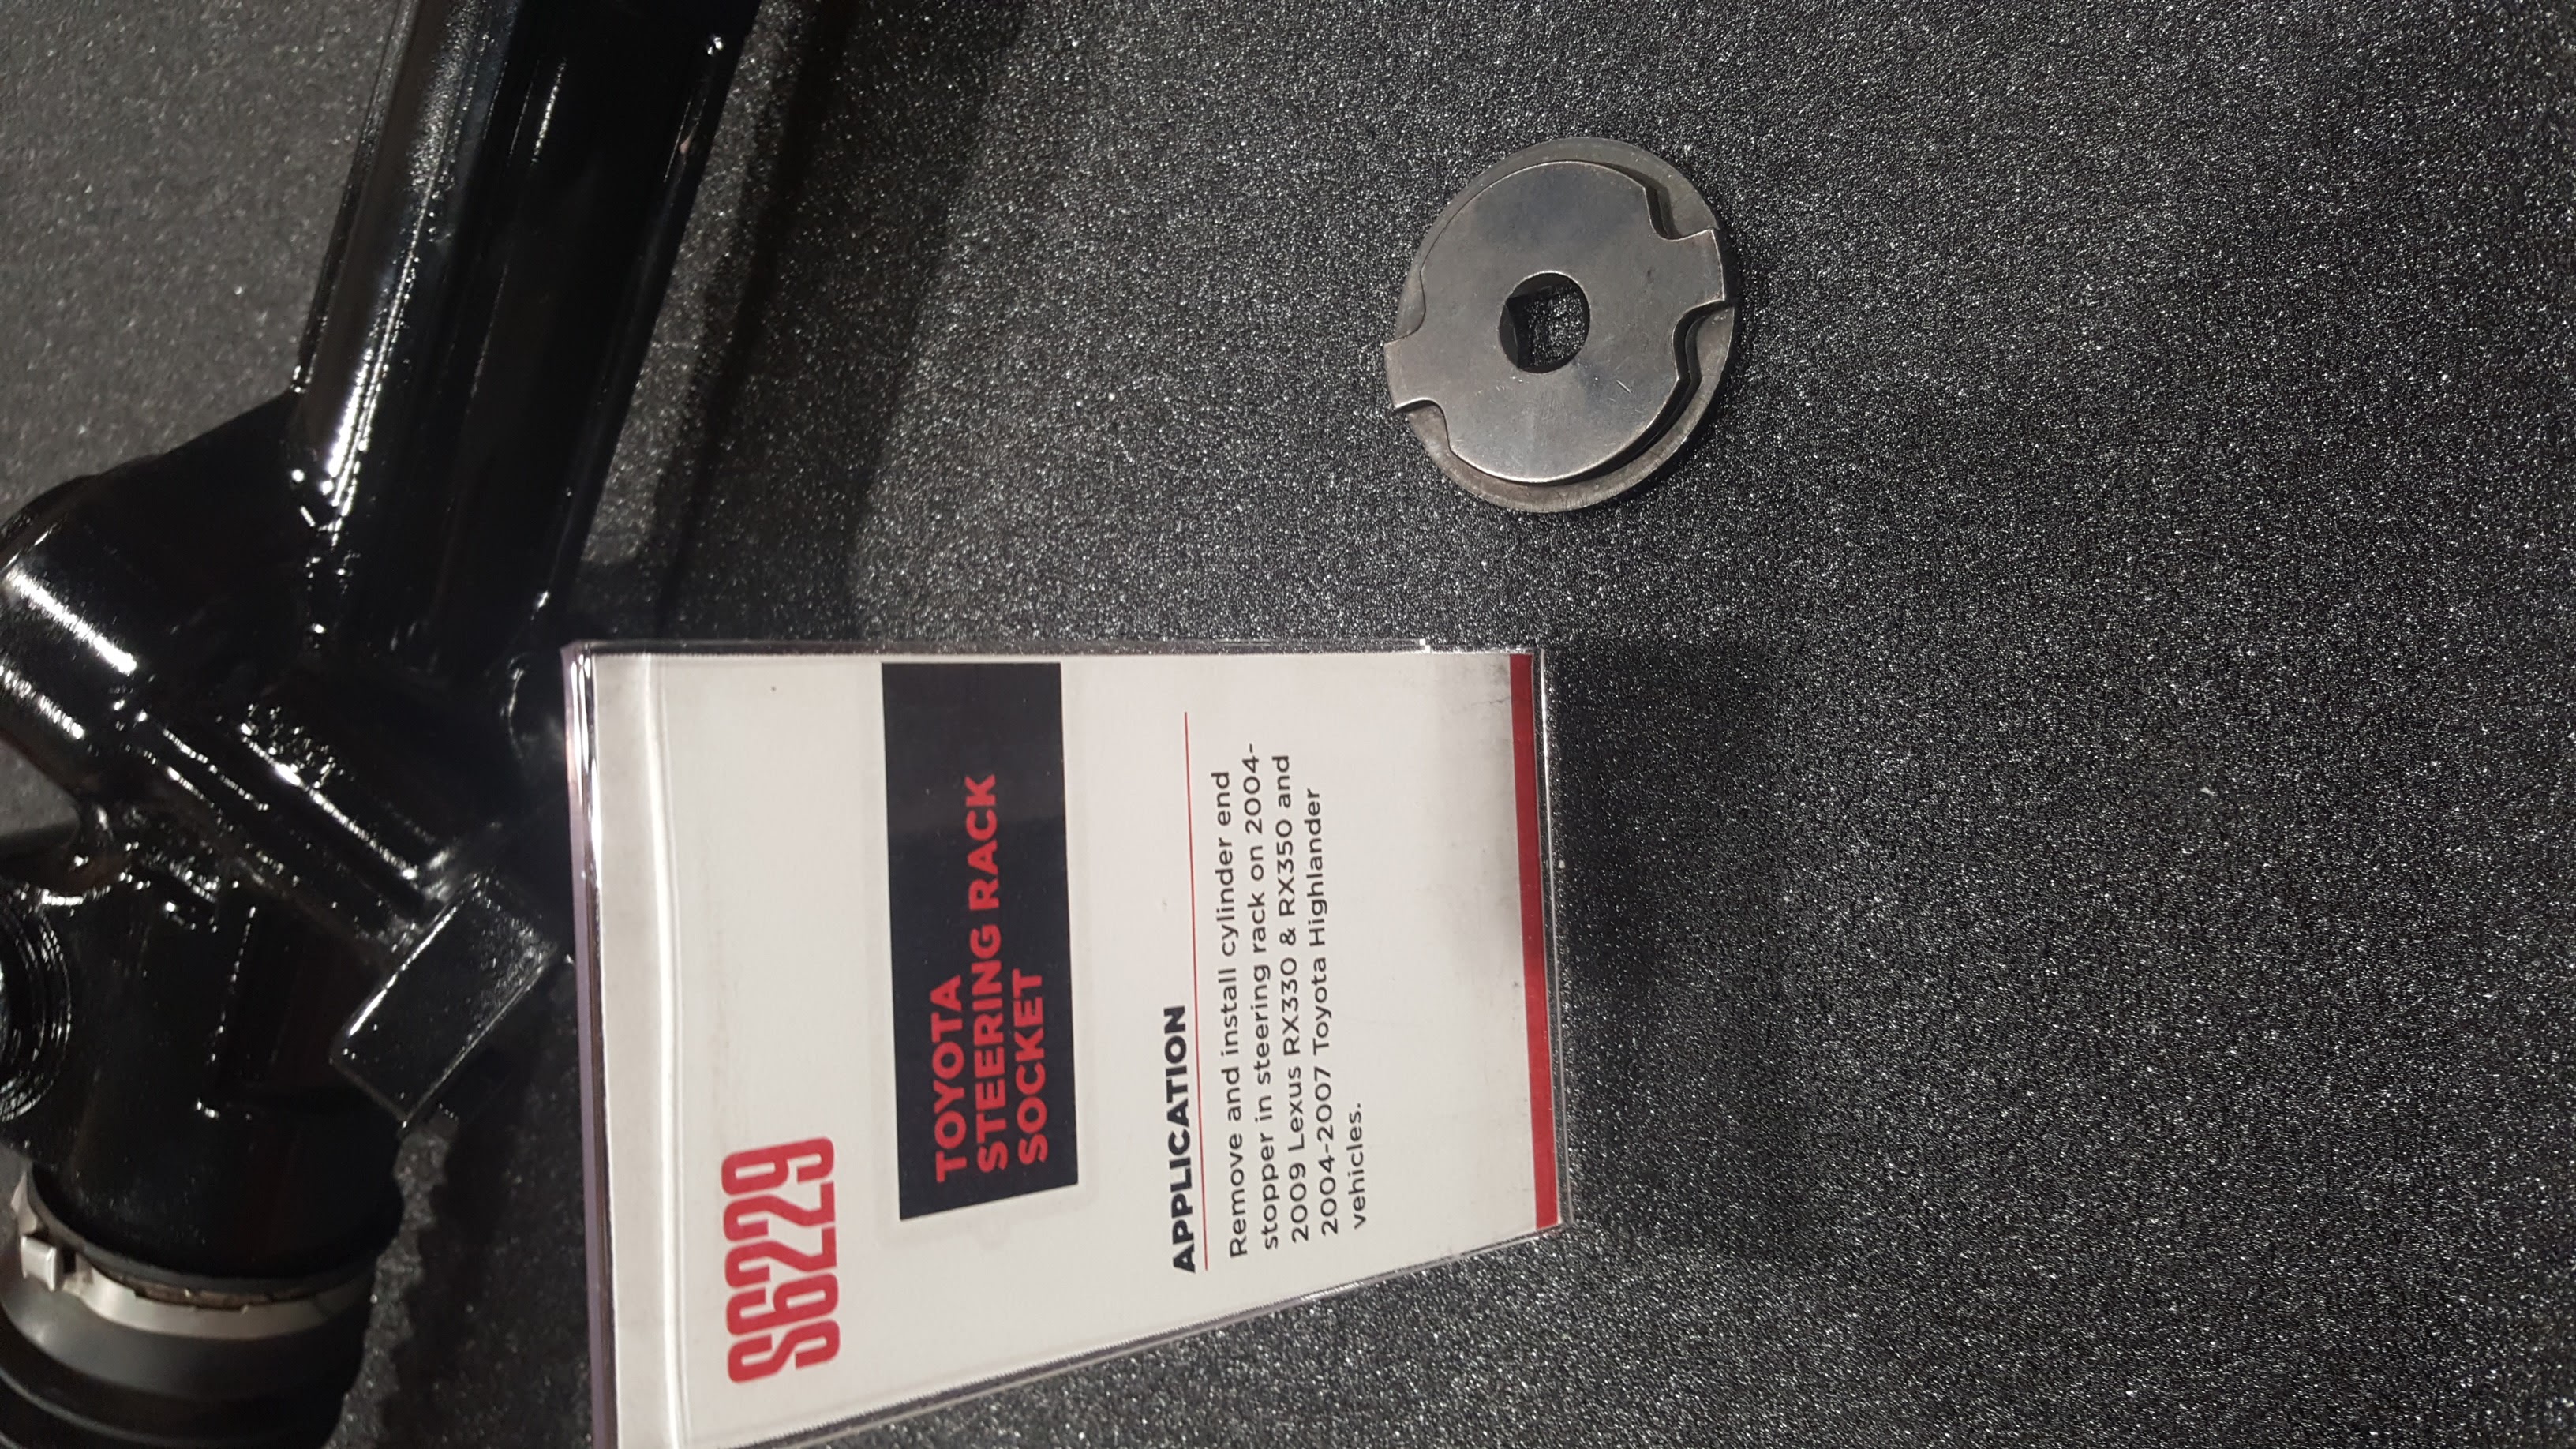 S6229
TOYOTA
STEERING RACK
SOCKET
APPLICATION
Remove and install cylinder end
stopper in steering rack on 2004-
2009 Lexus RX330 & RX350 and
2004-2007 Toyota Highlander
vehicles.